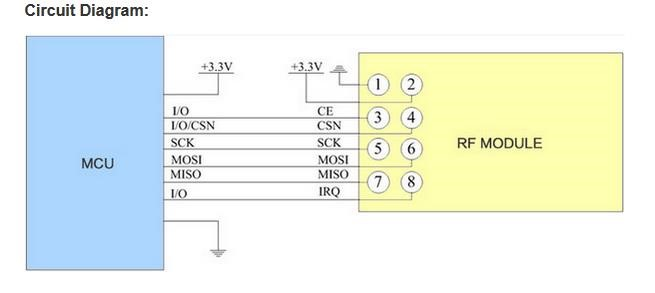 Circuit Diagram:
+3.3V +3.3V
1 2
I/O CE
3 4
I/O/CSN CSN
SCK SCK
5 6
RF MODULE
MCU
MOSI MOSI
MISO MISO
7 8
I/O IRQ